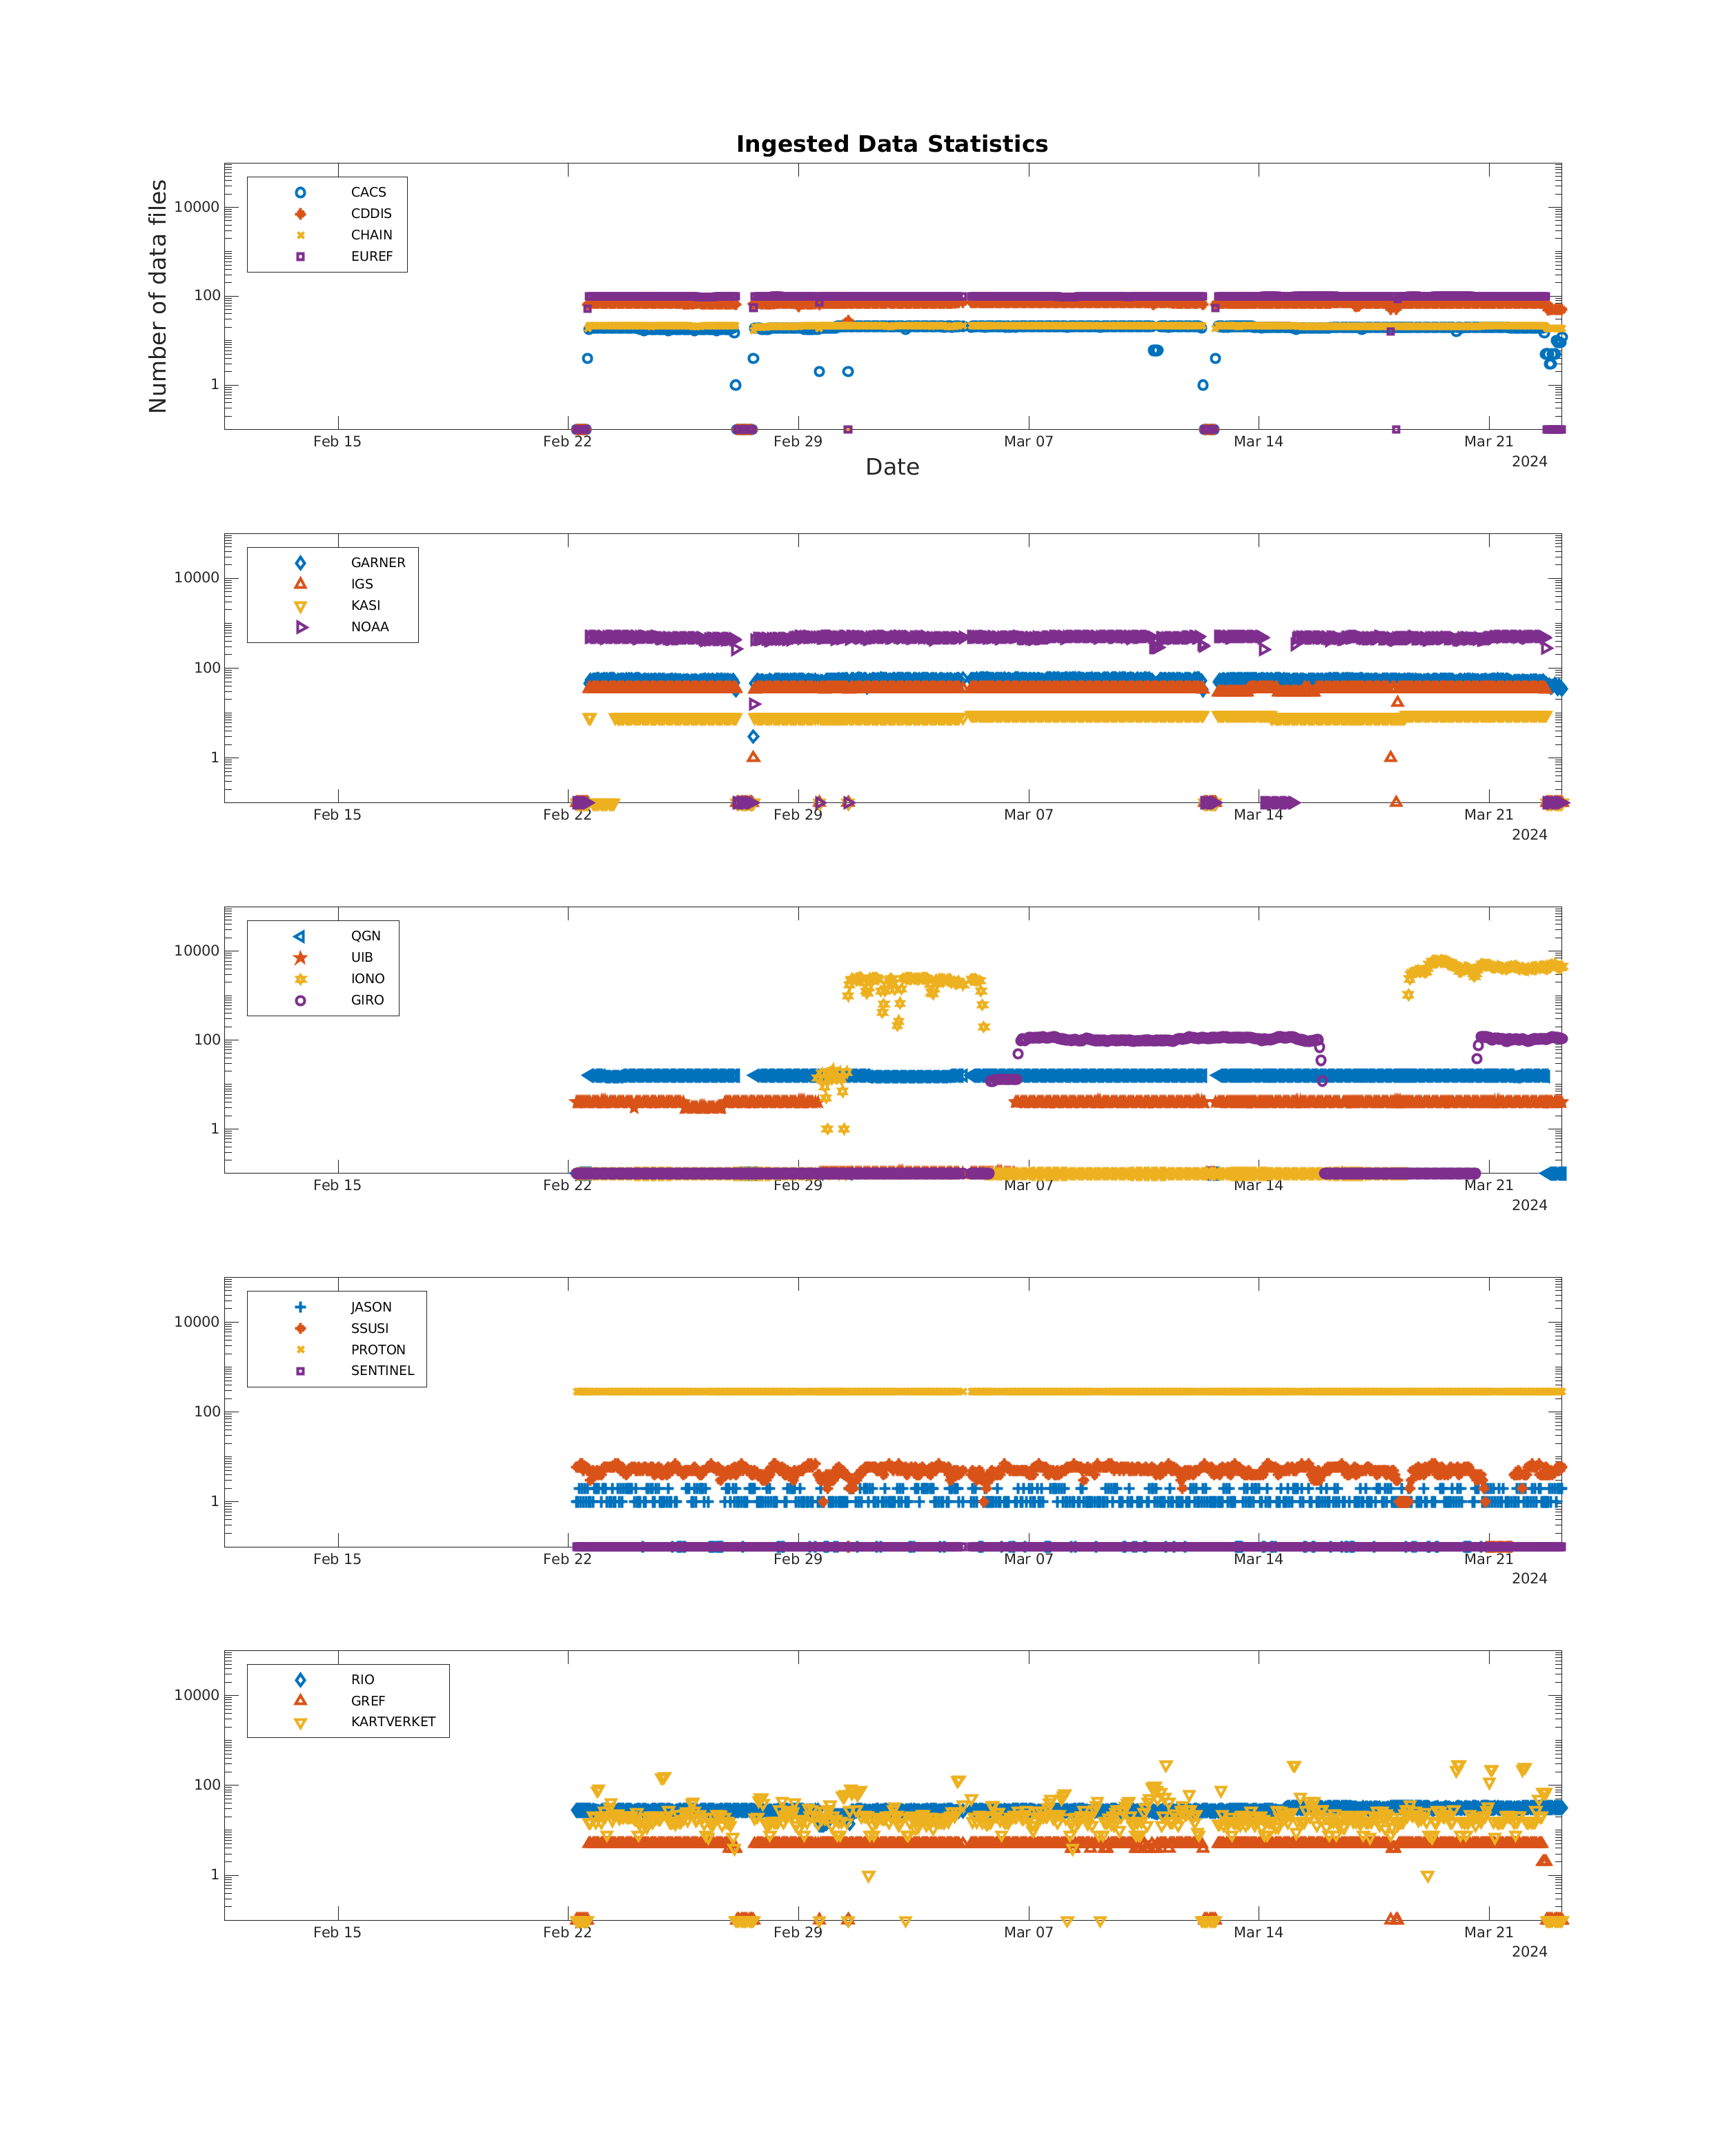 Ingested Data Statistics
Number of data files
CACS
CDDIS
CHAIN
EUREF
10000
100
1
Feb 15 Feb 22 Feb 29 Mar 07 Mar 14 Mar 21
2024
Date
GARNER
IGS
KASI
NOAA
10000
100
1
Feb 15 Feb 22 Feb 29 Mar 07 Mar 14 Mar 21
2024
QGN
UIB
IONO
GIRO
10000
100
1
Feb 15 Feb 22 Feb 29 Mar 07 Mar 14 Mar 21
2024
JASON
SSUSI
PROTON
SENTINEL
10000
100
1
Feb 15 Feb 22 Feb 29 Mar 07 Mar 14 Mar 21
2024
RIO
GREF
KARTVERKET
10000
100
1
Feb 15 Feb 22 Feb 29 Mar 07 Mar 14 Mar 21
2024